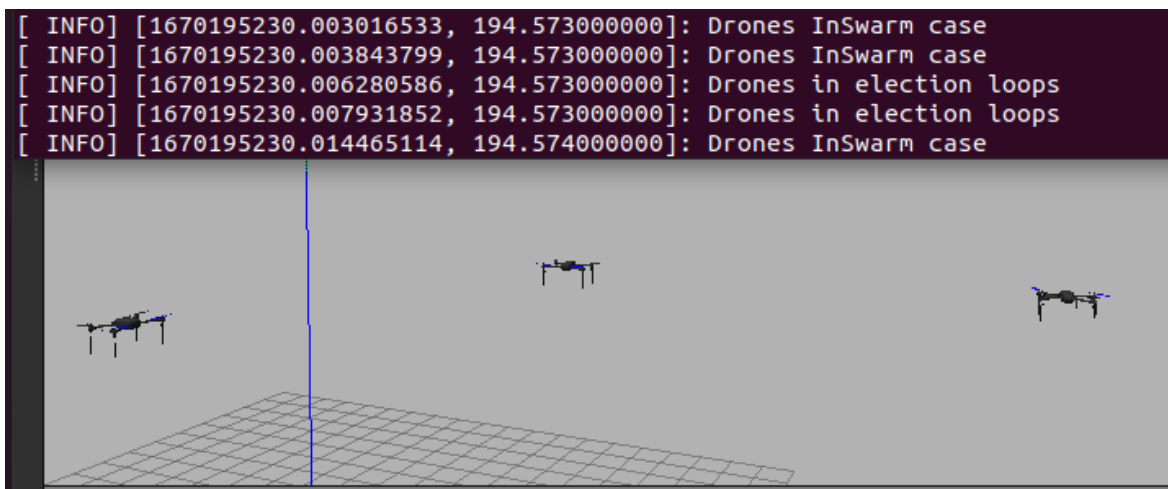 [ INFO] [1670195230.003016533, 194.573000000]: Drones InSwarm case
[ INFO] [1670195230.003843799, 194.573000000]: Drones InSwarm case
[ INFO] [1670195230.006280586, 194.573000000]: Drones in election loops
[ INFO] [1670195230.007931852, 194.573000000]: Drones in election loops
[ INFO] [1670195230.014465114, 194.574000000]: Drones InSwarm case